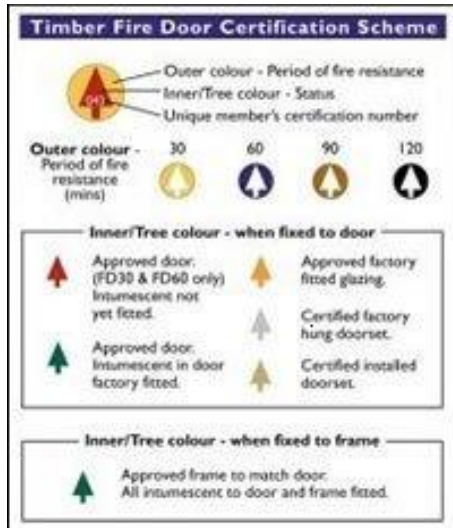 Timber Fire Door Certification Scheme
Outer colour - Period of fire resistance
Inner/Tree colour - Status
Unique member's certification number
Outer colour -
Period of fire
resistance
(mins)
30
60
90
120
Inner/Tree colour - when fixed to door
Approved door.
(FD30 & FD60 only)
Intumescent not
yet fitted.
Approved door.
Intumescent in door
factory fitted.
Approved factory
fitted glazing.
Certified factory
hung doorset.
Certified installed
doorset.
Inner/Tree colour - when fixed to frame
Approved frame to match door.
All intumescent to door and frame fitted.